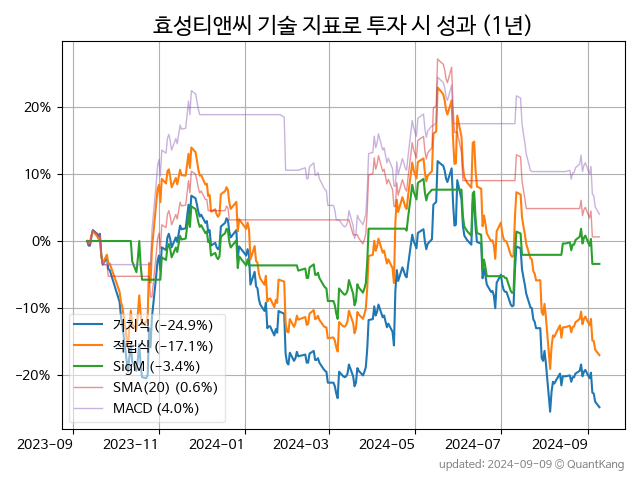 효성티앤씨 기술 지표로 투자 시 성과 (1년)
20%
10%
0%
−10%
−20%
거치식 (−24.9%)
적립식 (−17.1%)
SigM (−3.4%)
SMA(20) (0.6%)
MACD (4.0%)
2023-09 2023-11 2024-01 2024-03 2024-05 2024-07 2024-09
updated: 2024-09-09 © QuantKang